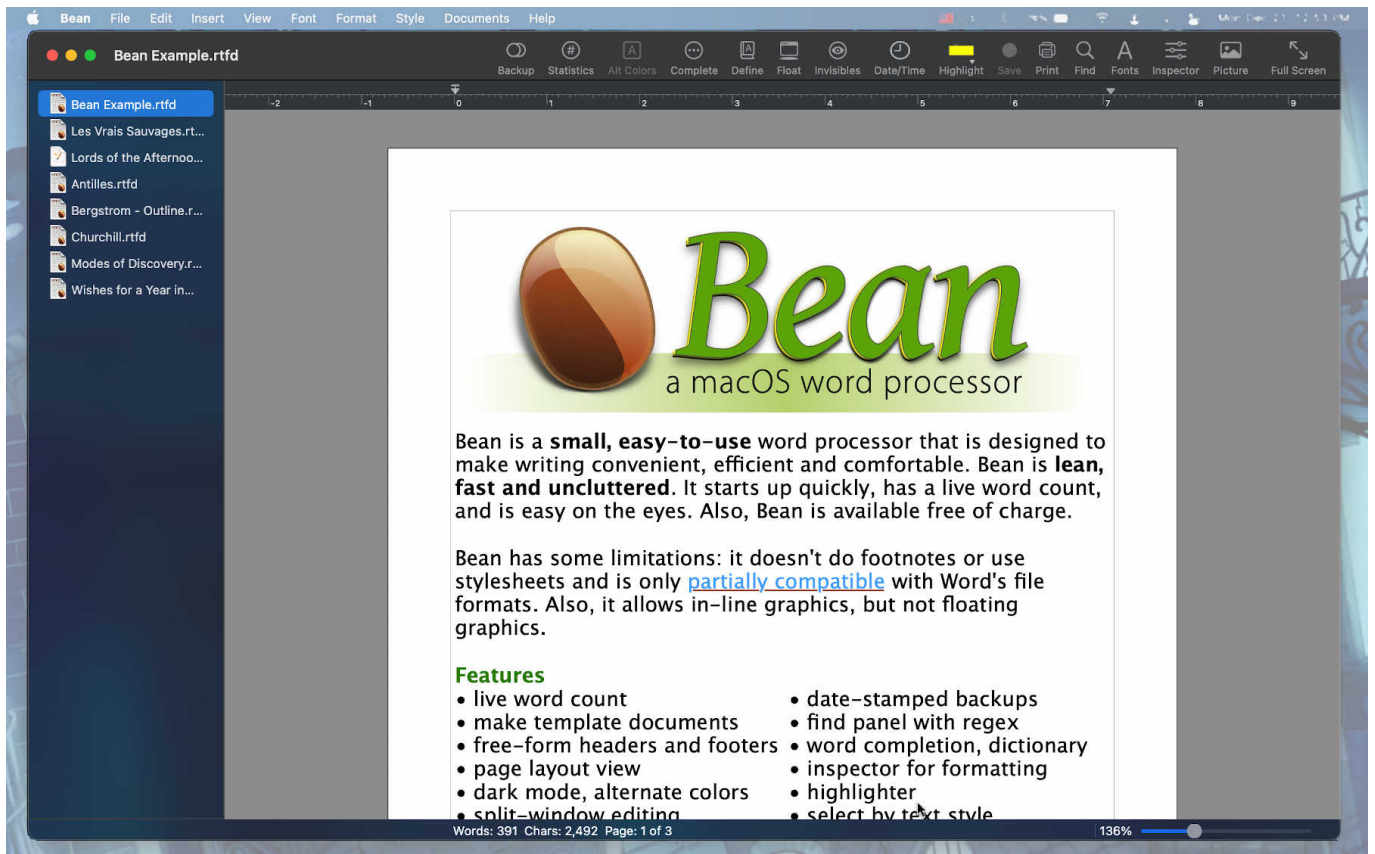 Bean File Edit Insert View Font Format Style Documents Help
Bean Example.rtfd
Backup Statistics Alt Colors Complete Define Float Invisibles Date/Time Highlight Save Print Find Fonts Inspector Picture Full Screen
-2 -1 0 1 2 3 4 5 6 7 8 9
Bean Example.rtfd
Les Vrais Sauvages.rt...
Lords of the Afternoo...
Antilles.rtfd
Bergstrom - Outline.r...
Churchill.rtfd
Modes of Discovery.r...
Wishes for a Year in...
Bean
a macOS word processor
Bean is a small, easy-to-use word processor that is designed to
make writing convenient, efficient and comfortable. Bean is lean,
fast and uncluttered. It starts up quickly, has a live word count,
and is easy on the eyes. Also, Bean is available free of charge.
Bean has some limitations: it doesn't do footnotes or use
stylesheets and is only partially compatible with Word's file
formats. Also, it allows in-line graphics, but not floating
graphics.
Features
• live word count
• make template documents
• free-form headers and footers
• page layout view
• dark mode, alternate colors
• split-window editing
• date-stamped backups
• find panel with regex
• word completion, dictionary
• inspector for formatting
• highlighter
• select by text style
Words: 391 Chars: 2,492 Page: 1 of 3
136%